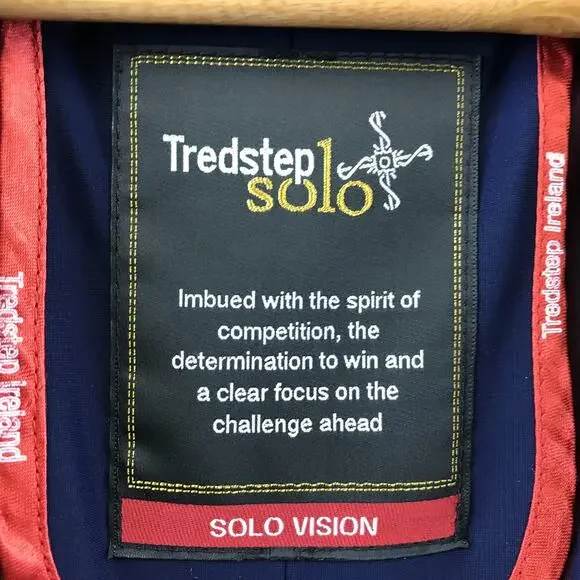 Tredstep
solo
Imbued with the spirit of
competition, the
determination to win and
a clear focus on the
challenge ahead
SOLO VISION
Tredstep Ireland
Tredstep Ireland